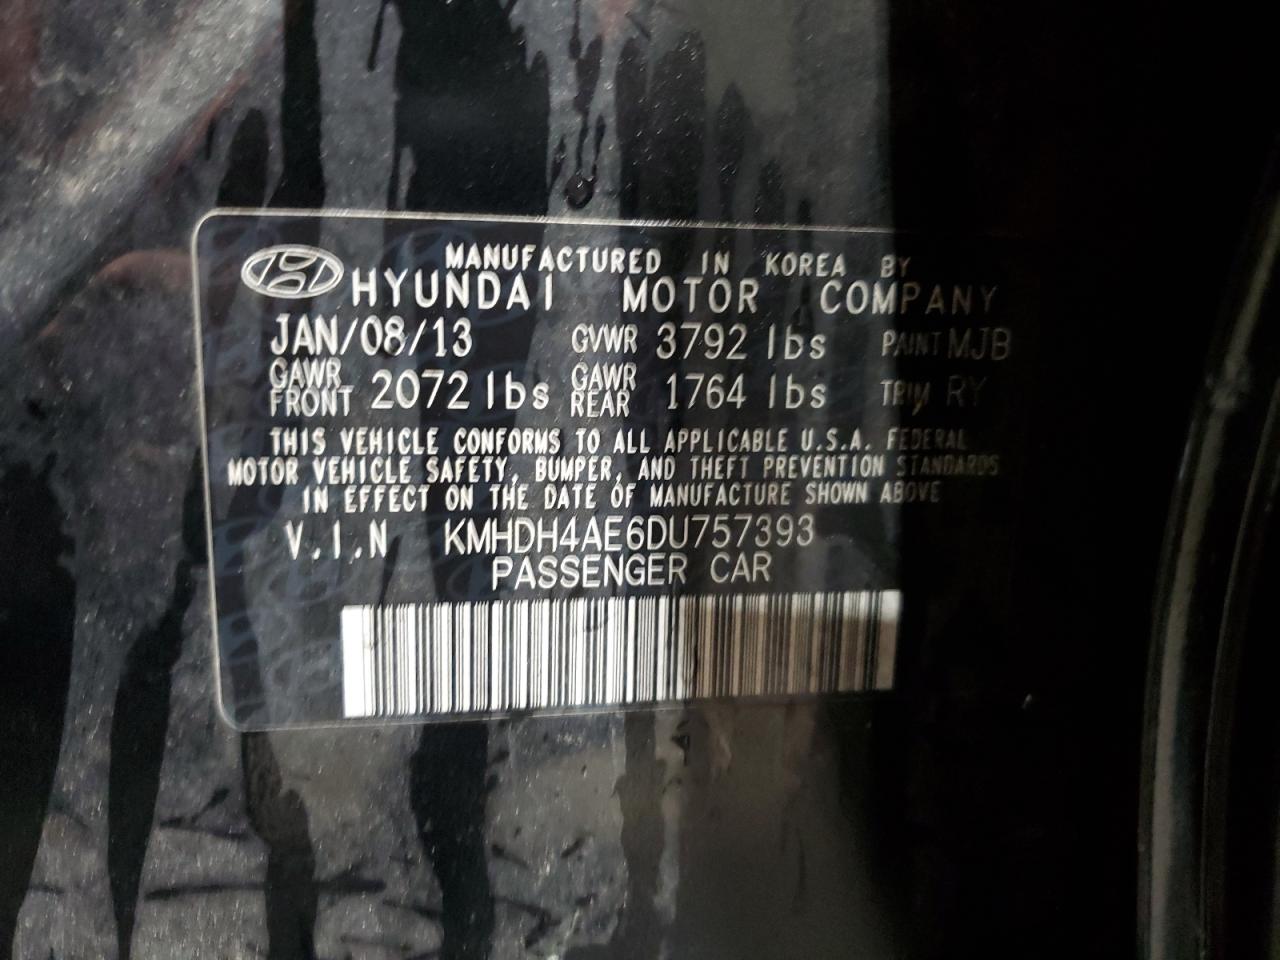 MANUFACTURED IN KOREA BY
HYUNDAI MOTOR COMPANY
JAN/08/13 GVWR 3792 lbs PAINT MJB
GAWR FRONT 2072 lbs GAWR REAR 1764 lbs TRIM RY
THIS VEHICLE CONFORMS TO ALL APPLICABLE U.S.A. FEDERAL
MOTOR VEHICLE SAFETY, BUMPER, AND THEFT PREVENTION STANDARDS
IN EFFECT ON THE DATE OF MANUFACTURE SHOWN ABOVE
V.I.N KMHDH4AE6DU757393
PASSENGER CAR